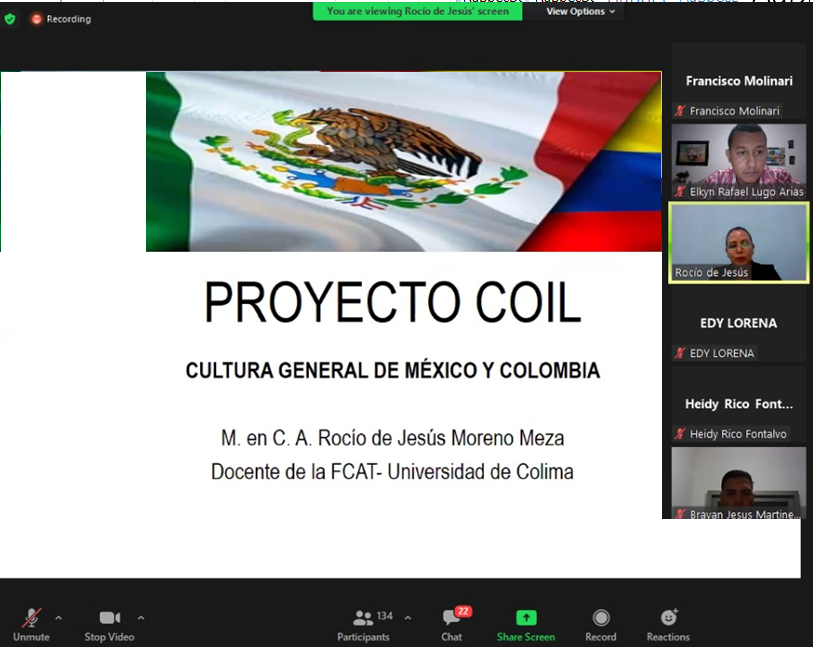 Recording
You are viewing Rocío de Jesús' screen
View Options
Francisco Molinari
Francisco Molinari
Elkyn Rafael Lugo Arias
Rocío de Jesús
EDY LORENA
EDY LORENA
Heidy Rico Font...
Heidy Rico Fontalvo
Brayan Jesus Martine...
PROYECTO COIL
CULTURA GENERAL DE MÉXICO Y COLOMBIA
M. en C. A. Rocío de Jesús Moreno Meza
Docente de la FCAT- Universidad de Colima
Unmute
Stop Video
134
Participants
22
Chat
Share Screen
Record
Reactions